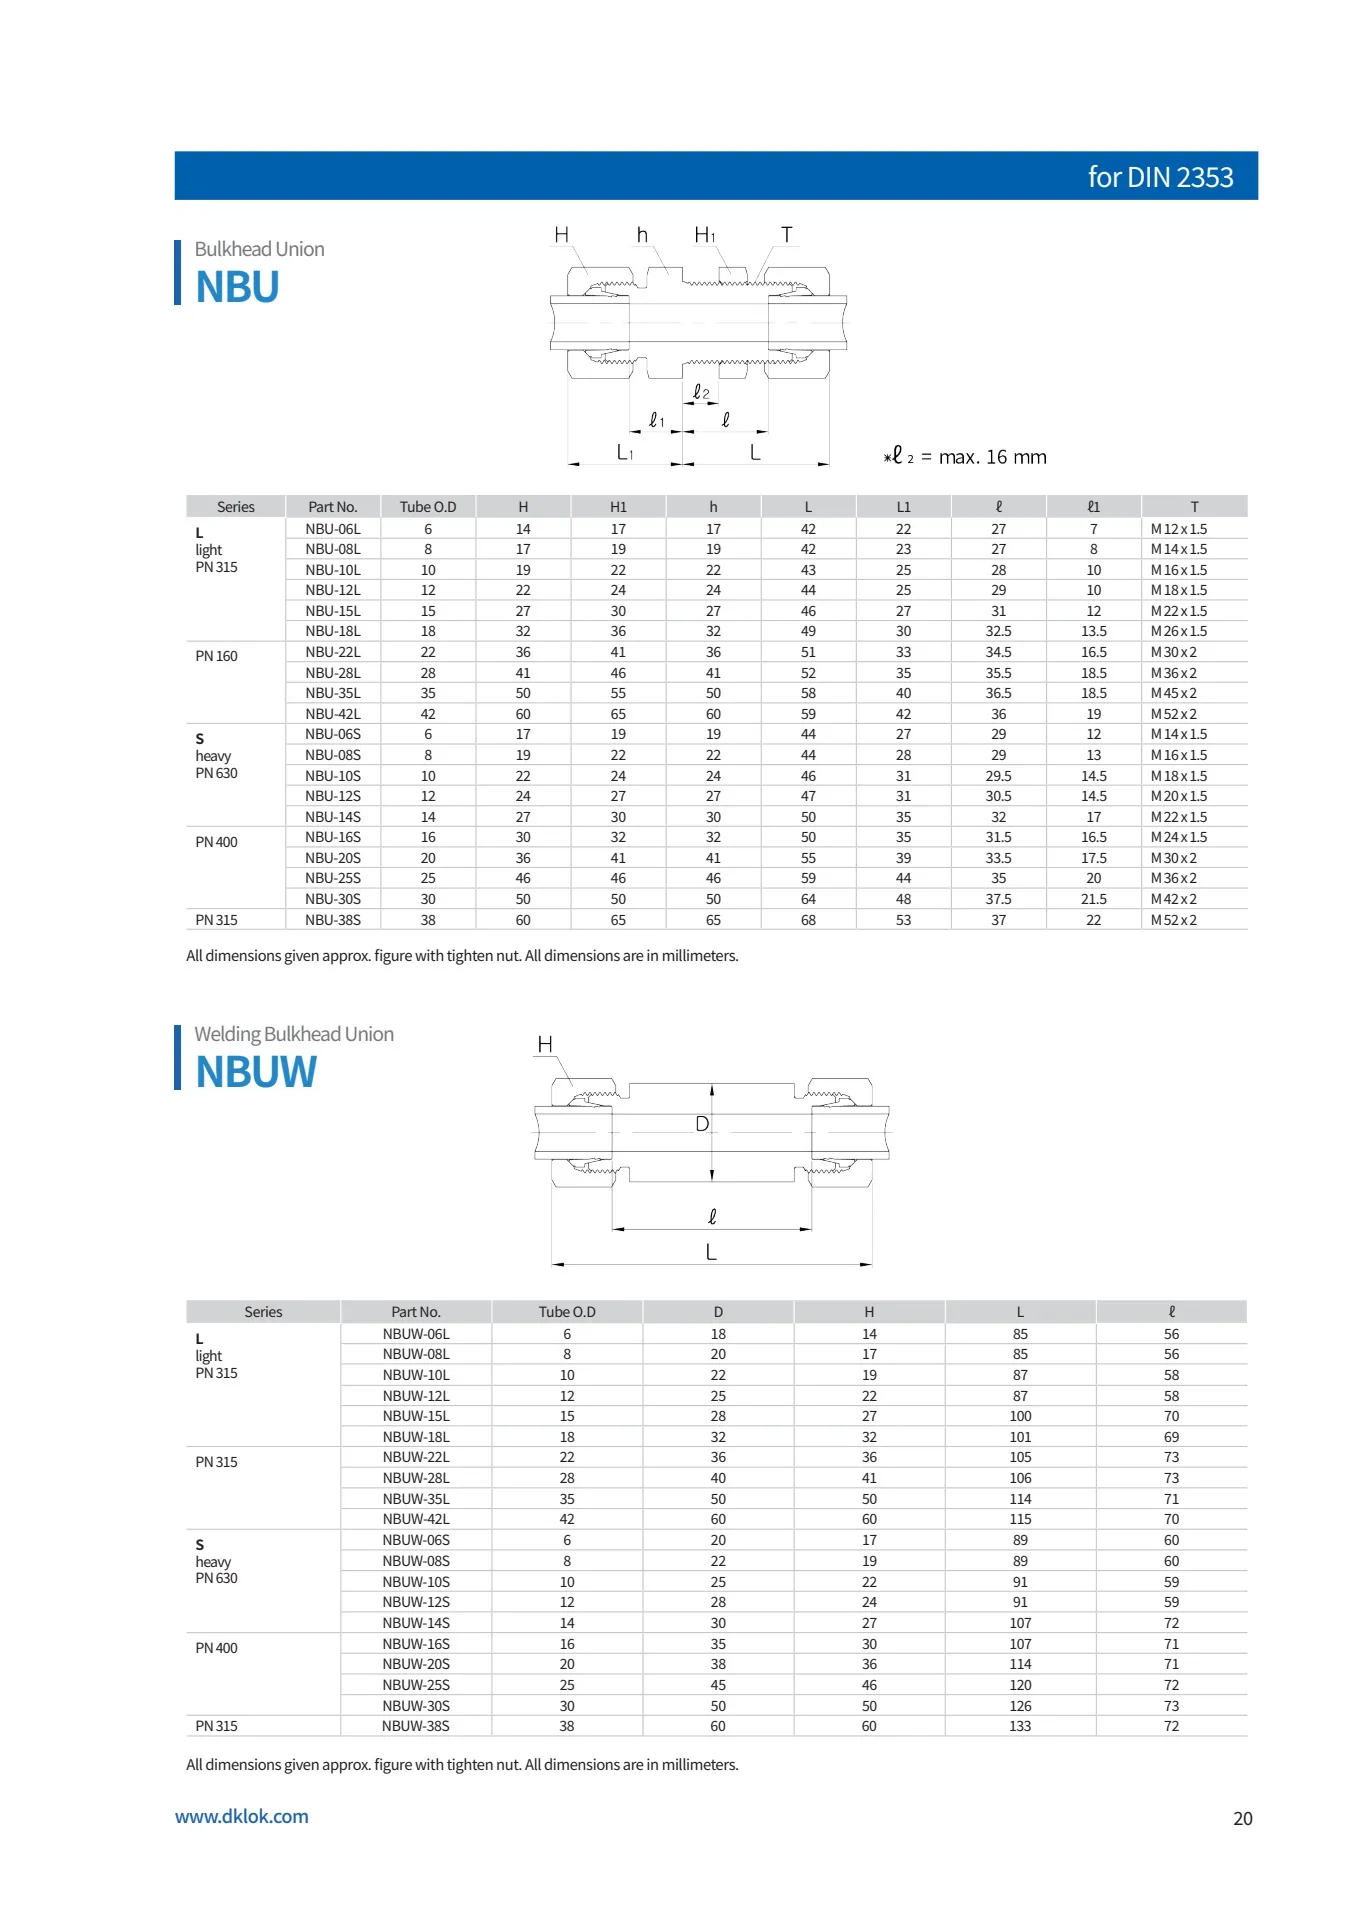 for DIN 2353
Bulkhead Union
NBU
H h H1 T
ℓ2
ℓ1 ℓ
L1 L
*ℓ 2 = max. 16 mm
Series Part No. Tube O.D H H1 h L L1 ℓ ℓ1 T
L light PN 315 NBU-06L 6 14 17 17 42 22 27 7 M 12 x 1.5
NBU-08L 8 17 19 19 42 23 27 8 M 14 x 1.5
NBU-10L 10 19 22 22 43 25 28 10 M 16 x 1.5
NBU-12L 12 22 24 24 44 25 29 10 M 18 x 1.5
NBU-15L 15 27 30 27 46 27 31 12 M 22 x 1.5
NBU-18L 18 32 36 32 49 30 32.5 13.5 M 26 x 1.5
PN 160 NBU-22L 22 36 41 36 51 33 34.5 16.5 M 30 x 2
NBU-28L 28 41 46 41 52 35 35.5 18.5 M 36 x 2
NBU-35L 35 50 55 50 58 40 36.5 18.5 M 45 x 2
NBU-42L 42 60 65 60 59 42 36 19 M 52 x 2
S heavy PN 630 NBU-06S 6 17 19 19 44 27 29 12 M 14 x 1.5
NBU-08S 8 19 22 22 44 28 29 13 M 16 x 1.5
NBU-10S 10 22 24 24 46 31 29.5 14.5 M 18 x 1.5
NBU-12S 12 24 27 27 47 31 30.5 14.5 M 20 x 1.5
NBU-14S 14 27 30 30 50 35 32 17 M 22 x 1.5
PN 400 NBU-16S 16 30 32 32 50 35 31.5 16.5 M 24 x 1.5
NBU-20S 20 36 41 41 55 39 33.5 17.5 M 30 x 2
NBU-25S 25 46 46 46 59 44 35 20 M 36 x 2
NBU-30S 30 50 50 50 64 48 37.5 21.5 M 42 x 2
PN 315 NBU-38S 38 60 65 65 68 53 37 22 M 52 x 2
All dimensions given approx. figure with tighten nut. All dimensions are in millimeters.
Welding Bulkhead Union
NBUW
H
D
ℓ
L
Series Part No. Tube O.D D H L ℓ
L light PN 315 NBUW-06L 6 18 14 85 56
NBUW-08L 8 20 17 85 56
NBUW-10L 10 22 19 87 58
NBUW-12L 12 25 22 87 58
NBUW-15L 15 28 27 100 70
NBUW-18L 18 32 32 101 69
PN 315 NBUW-22L 22 36 36 105 73
NBUW-28L 28 40 41 106 73
NBUW-35L 35 50 50 114 71
NBUW-42L 42 60 60 115 70
S heavy PN 630 NBUW-06S 6 20 17 89 60
NBUW-08S 8 22 19 89 60
NBUW-10S 10 25 22 91 59
NBUW-12S 12 28 24 91 59
NBUW-14S 14 30 27 107 72
PN 400 NBUW-16S 16 35 30 107 71
NBUW-20S 20 38 36 114 71
NBUW-25S 25 45 46 120 72
NBUW-30S 30 50 50 126 73
PN 315 NBUW-38S 38 60 60 133 72
All dimensions given approx. figure with tighten nut. All dimensions are in millimeters.
www.dklok.com 20